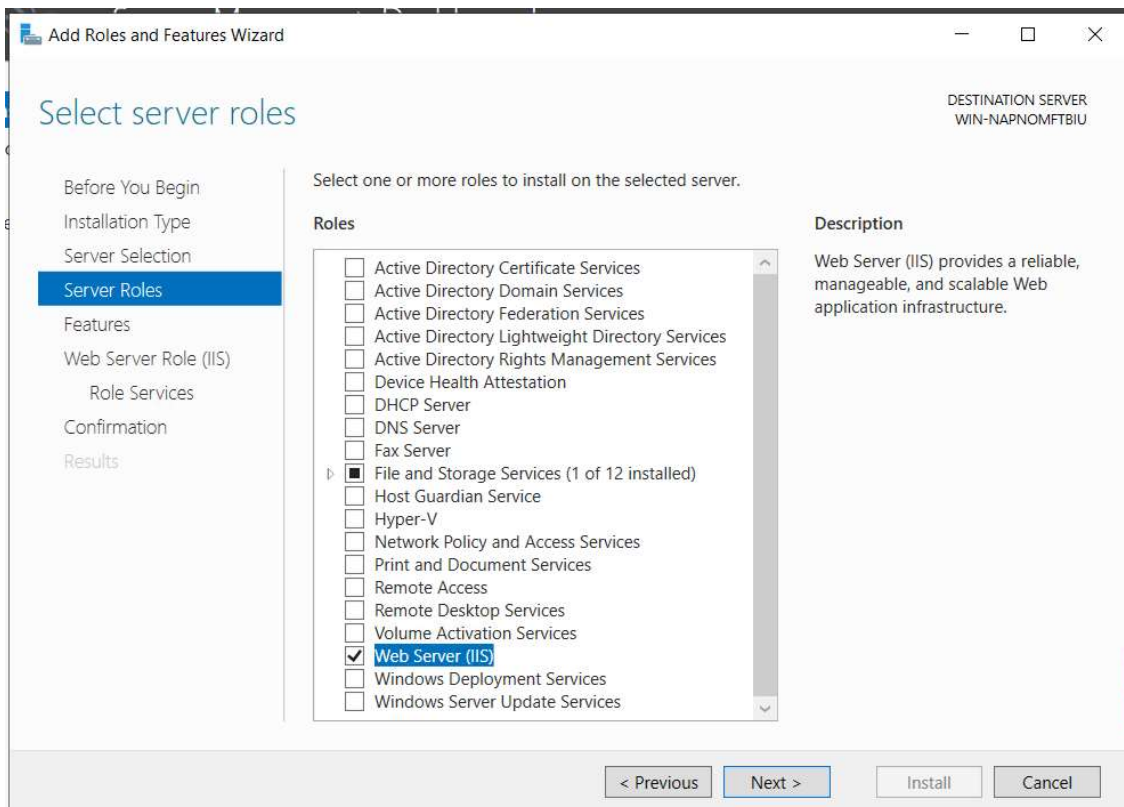 Add Roles and Features Wizard
Select server roles
DESTINATION SERVER
WIN-NAPNOMFTBIU
Before You Begin
Installation Type
Server Selection
Server Roles
Features
Web Server Role (IIS)
Role Services
Confirmation
Results
Select one or more roles to install on the selected server.
Roles
Active Directory Certificate Services
Active Directory Domain Services
Active Directory Federation Services
Active Directory Lightweight Directory Services
Active Directory Rights Management Services
Device Health Attestation
DHCP Server
DNS Server
Fax Server
File and Storage Services (1 of 12 installed)
Host Guardian Service
Hyper-V
Network Policy and Access Services
Print and Document Services
Remote Access
Remote Desktop Services
Volume Activation Services
Web Server (IIS)
Windows Deployment Services
Windows Server Update Services
Description
Web Server (IIS) provides a reliable,
manageable, and scalable Web
application infrastructure.
< Previous
Next >
Install
Cancel